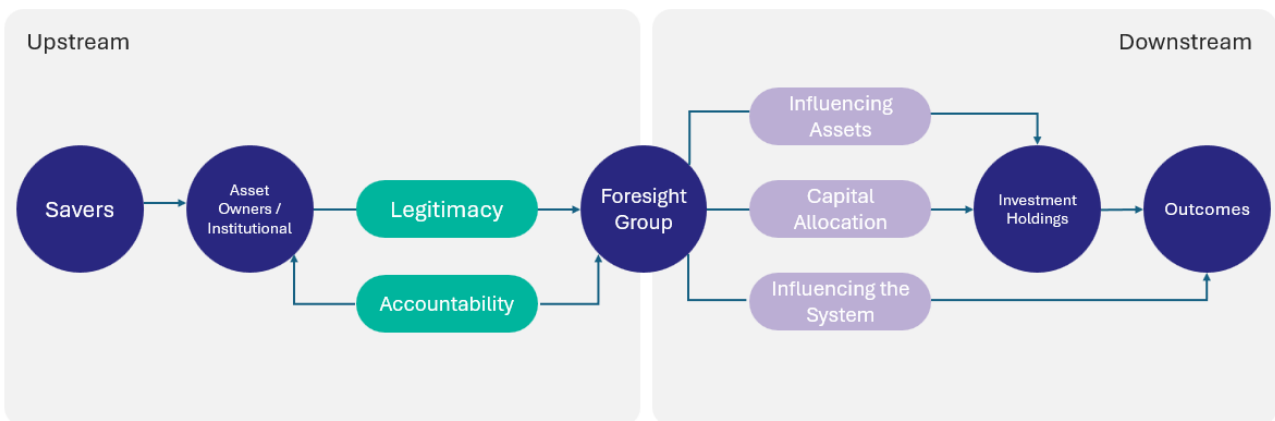 Upstream
Downstream
Savers
Asset
Owners /
Institutional
Legitimacy
Accountability
Foresight
Group
Influencing
Assets
Capital
Allocation
Influencing the
System
Investment
Holdings
Outcomes